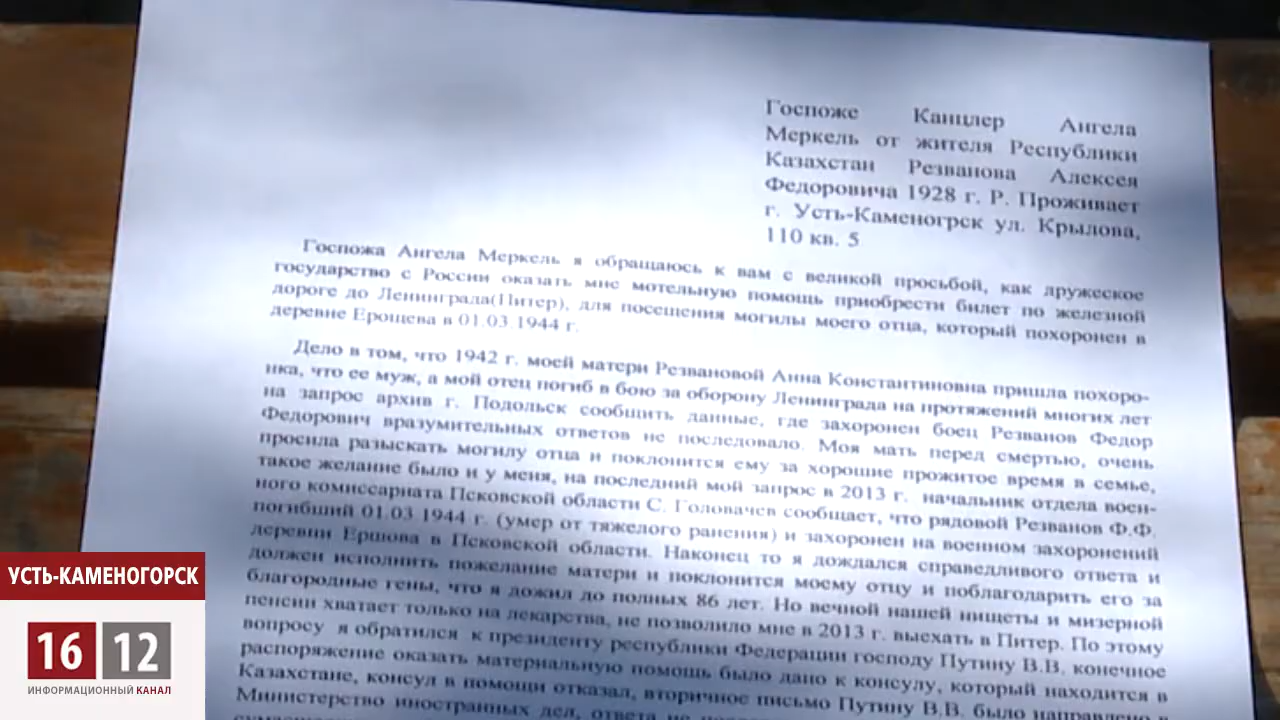 Госпоже Канцлер Ангела
Меркель от жителя Республики
Казахстан Резванова Алексея
Федоровича 1928 г. Р. Проживает
г. Усть-Каменогрск ул. Крылова,
110 кв. 5
Госпожа Ангела Меркель я обращаюсь к вам с великой просьбой, как дружеское
государство с России оказать мне мотельную помощь приобрести билет по железной
дороге до Ленинграда(Питер), для посещения могилы моего отца, который похоронен в
деревне Ерощева в 01.03 1944 г.
Дело в том, что 1942 г. моей матери Резвановой Анна Константиновна пришла похоро-
нка, что ее муж, а мой отец погиб в бою за оборону Ленинграда на протяжений многих лет
на запрос архив г. Подольск сообщить данные, где захоронен боец Резванов Федор
Федорович вразумительных ответов не последовало. Моя мать перед смертью, очень
просила разыскать могилу отца и поклонится ему за хорошие прожитое время в семье,
такое желание было и у меня, на последний мой запрос в 2013 г. начальник отдела воен-
ного комиссариата Псковской области С. Головачев сообщает, что рядовой Резванов Ф.Ф.
погибший 01.03 1944 г. (умер от тяжелого ранения) и захоронен на военном захоронений
деревни Ершова в Псковской области. Наконец то я дождался справедливого ответа и
должен исполнить пожелание матери и поклонится моему отцу и поблагодарить его за
благородные гены, что я дожил до полных 86 лет. Но вечной нашей нищеты и мизерной
пенсии хватает только на лекарства, не позволило мне в 2013 г. выехать в Питер. По этому
вопросу я обратился к президенту республики Федерации господу Путину В.В. конечное
распоряжение оказать материальную помощь было дано к консулу, который находится в
Казахстане, консул в помощи отказал, вторичное письмо Путину В.В. было направлено в
Министерство иностранных дел, ответа не
УСТЬ-КАМЕНОГОРСК
16 12
ИНФОРМАЦИОННЫЙ КАНАЛ